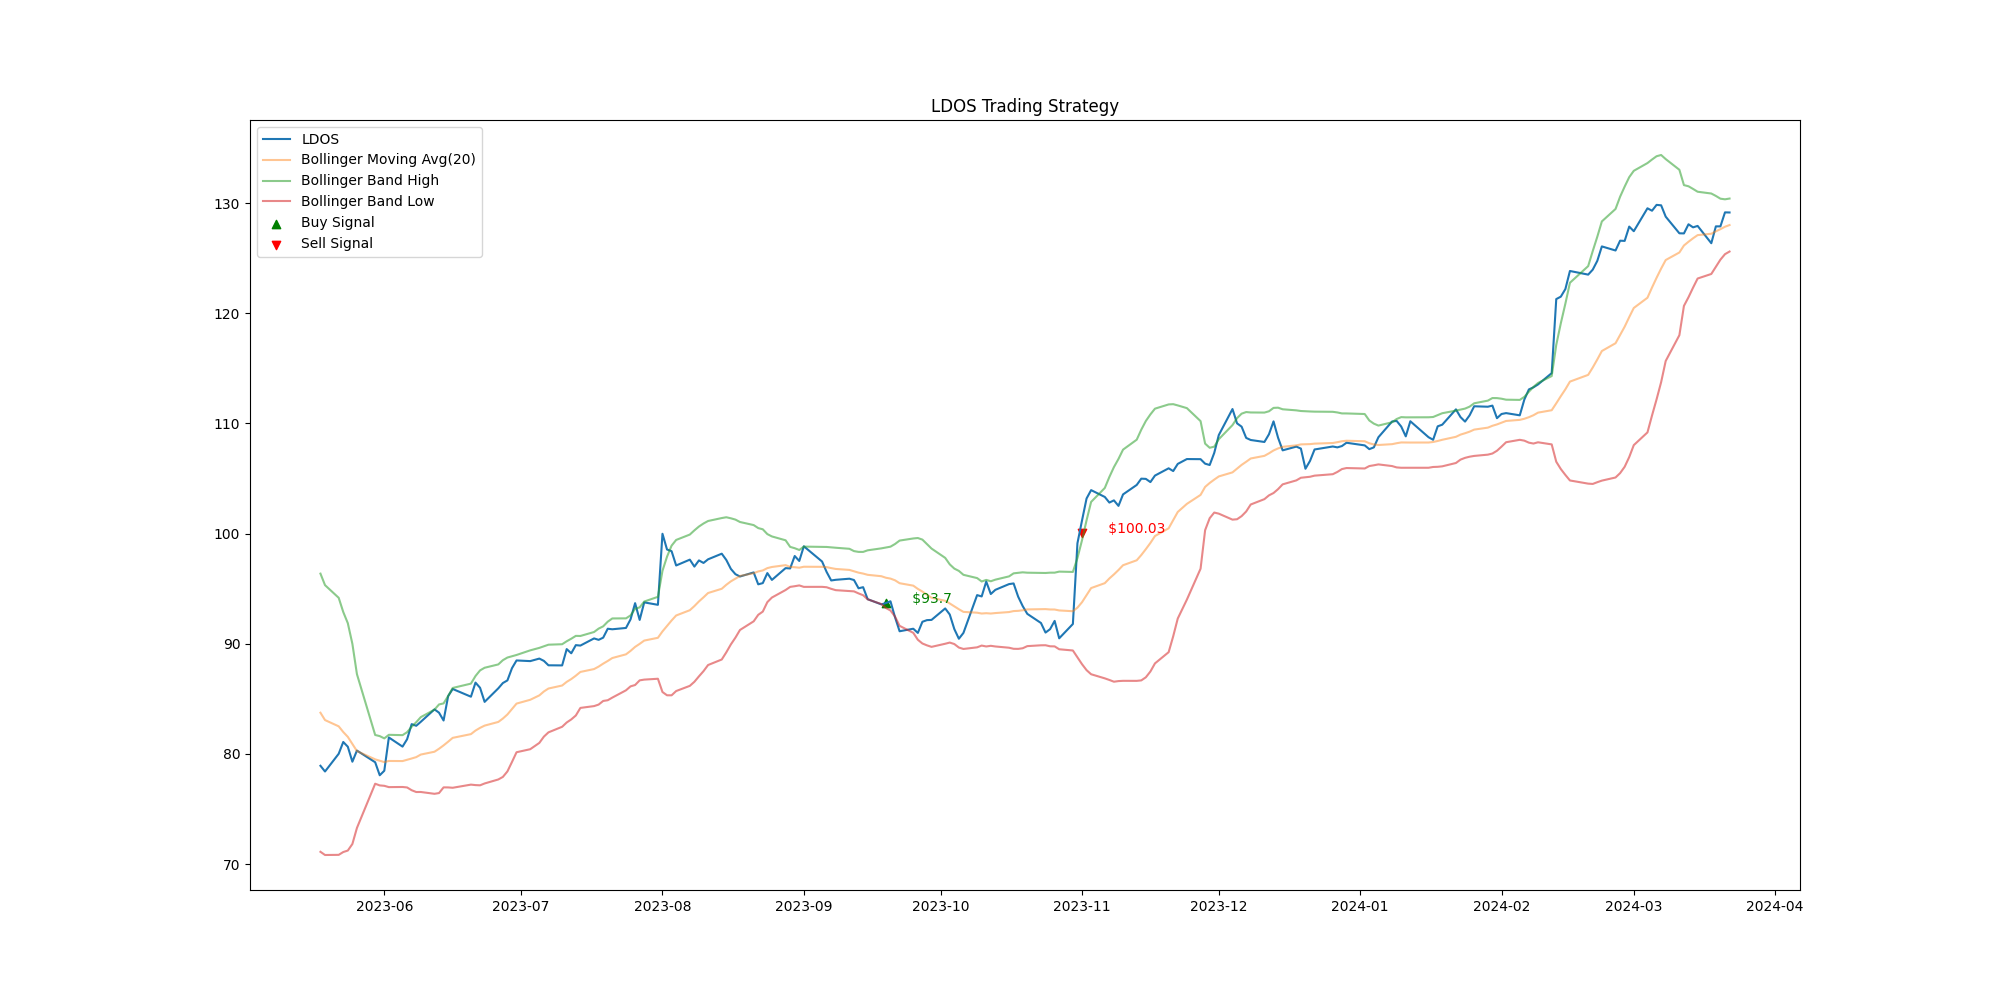 LDOS Trading Strategy
LDOS
Bollinger Moving Avg(20)
Bollinger Band High
Bollinger Band Low
Buy Signal
Sell Signal
130
120
110
100
90
80
70
$100.03
$93.7
2023-06 2023-07 2023-08 2023-09 2023-10 2023-11 2023-12 2024-01 2024-02 2024-03 2024-04